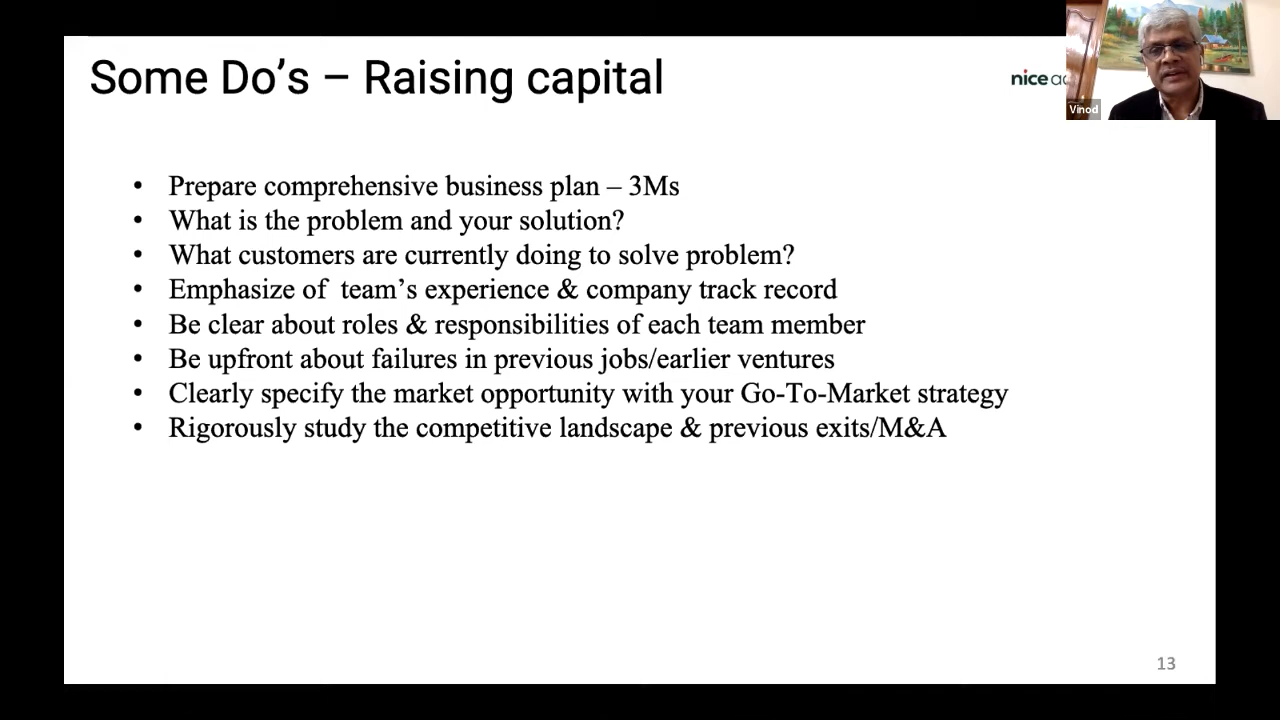 Some Do’s – Raising capital
nice
Vinod
• Prepare comprehensive business plan – 3Ms
• What is the problem and your solution?
• What customers are currently doing to solve problem?
• Emphasize of  team’s experience & company track record
• Be clear about roles & responsibilities of each team member
• Be upfront about failures in previous jobs/earlier ventures
• Clearly specify the market opportunity with your Go-To-Market strategy
• Rigorously study the competitive landscape & previous exits/M&A
13